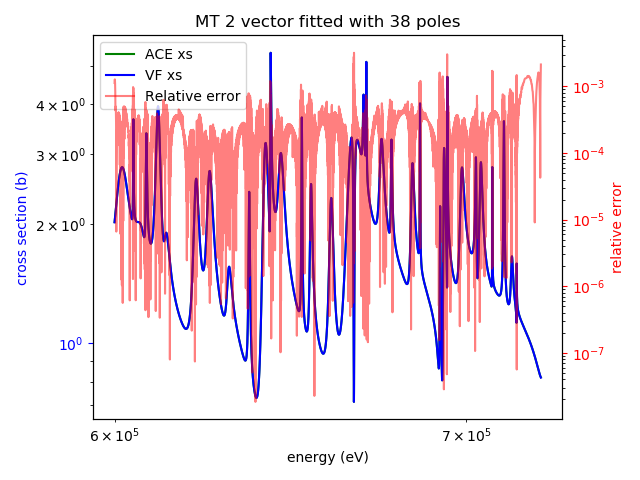 MT 2 vector fitted with 38 poles
ACE xs
VF xs
Relative error
cross section (b)
4 × 10⁰
3 × 10⁰
2 × 10⁰
10⁰
10⁻³
10⁻⁴
10⁻⁵
10⁻⁶
10⁻⁷
relative error
6 × 10⁵
7 × 10⁵
energy (eV)